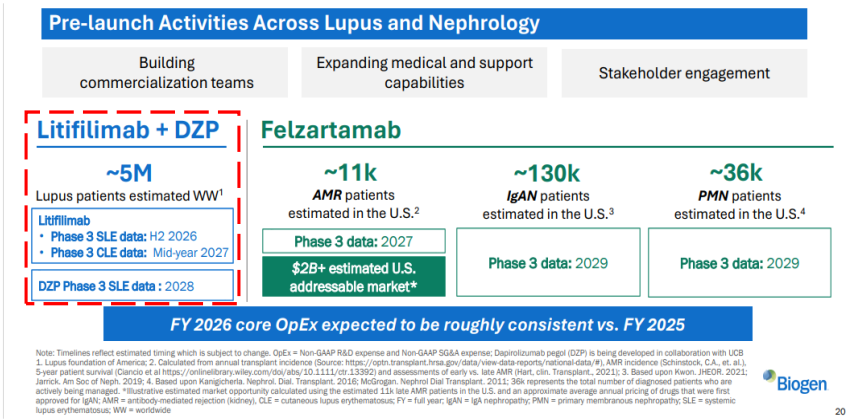 Pre-launch Activities Across Lupus and Nephrology
Building
commercialization teams
Expanding medical and support
capabilities
Stakeholder engagement
Litifilimab + DZP
~5M
Lupus patients estimated WW1
Litifilimab
• Phase 3 SLE data: H2 2026
• Phase 3 CLE data: Mid-year 2027
DZP Phase 3 SLE data : 2028
Felzartamab
~11k
AMR patients
estimated in the U.S.2
Phase 3 data: 2027
$2B+ estimated U.S.
addressable market*
~130k
IgAN patients
estimated in the U.S.3
Phase 3 data: 2029
~36k
PMN patients
estimated in the U.S.4
Phase 3 data: 2029
FY 2026 core OpEx expected to be roughly consistent vs. FY 2025
Note: Timelines reflect estimated timing which is subject to change. OpEx = Non-GAAP R&D expense and Non-GAAP SG&A expense; Dapirolizumab pegol (DZP) is being developed in collaboration with UCB
1. Lupus foundation of America; 2. Calculated from annual transplant incidence (Source: https://optn.transplant.hrsa.gov/data/view-data-reports/national-data/#), AMR incidence (Schinstock, C.A., et. al.),
5-year patient survival (Ciancio et al https://onlinelibrary.wiley.com/doi/abs/10.1111/ctr.13392) and assessments of early vs. late AMR (Hart, clin. Transplant., 2021); 3. Based upon Kwon. JHEOR. 2021;
Jarrick. Am Soc of Neph. 2019; 4. Based upon Kanigicherla. Nephrol. Dial. Transplant. 2016; McGrogan. Nephrol Dial Transplant. 2011; 36k represents the total number of diagnosed patients who are
actively being managed. *Illustrative estimated market opportunity calculated using the estimated 11k late AMR patients in the U.S. and an approximate average annual pricing of drugs that were first
approved for IgAN; AMR = antibody-mediated rejection (kidney), CLE = cutaneous lupus erythematosus; FY = full year; IgAN = IgA nephropathy; PMN = primary membranous nephropathy; SLE = systemic
lupus erythematosus; WW = worldwide
Biogen
20